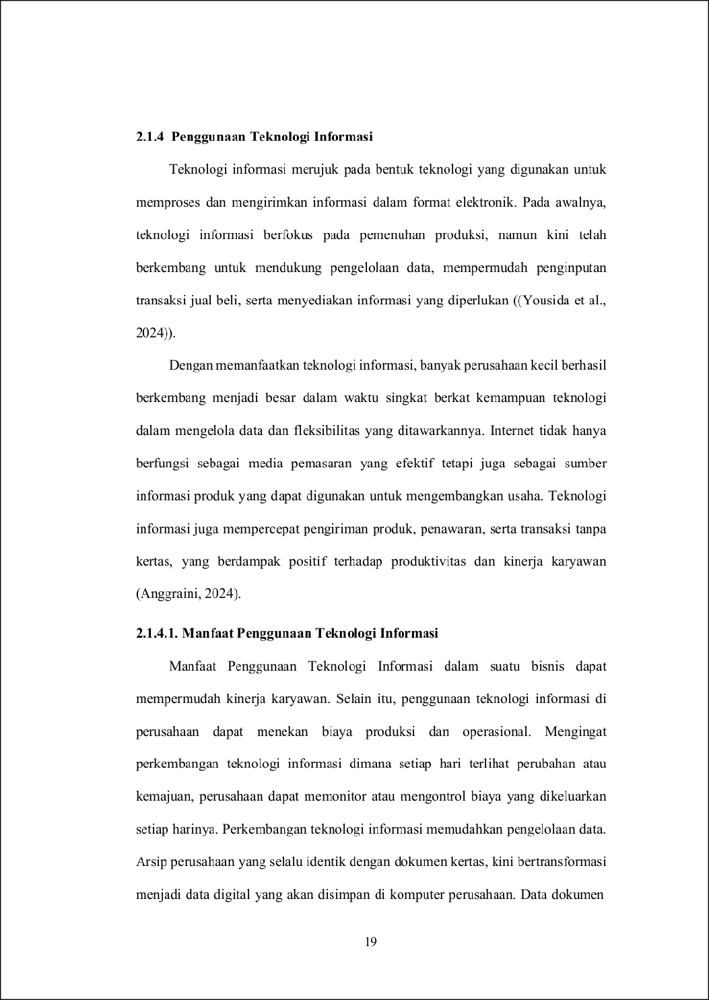 2.1.4 Penggunaan Teknologi Informasi
Teknologi informasi merujuk pada bentuk teknologi yang digunakan untuk
memproses dan mengirimkan informasi dalam format elektronik. Pada awalnya,
teknologi informasi berfokus pada pemenuhan produksi, namun kini telah
berkembang untuk mendukung pengelolaan data, mempermudah penginputan
transaksi jual beli, serta menyediakan informasi yang diperlukan ((Yousida et al.,
2024)).
Dengan memanfaatkan teknologi informasi, banyak perusahaan kecil berhasil
berkembang menjadi besar dalam waktu singkat berkat kemampuan teknologi
dalam mengelola data dan fleksibilitas yang ditawarkannya. Internet tidak hanya
berfungsi sebagai media pemasaran yang efektif tetapi juga sebagai sumber
informasi produk yang dapat digunakan untuk mengembangkan usaha. Teknologi
informasi juga mempercepat pengiriman produk, penawaran, serta transaksi tanpa
kertas, yang berdampak positif terhadap produktivitas dan kinerja karyawan
(Anggraini, 2024).
2.1.4.1. Manfaat Penggunaan Teknologi Informasi
Manfaat Penggunaan Teknologi Informasi dalam suatu bisnis dapat
mempermudah kinerja karyawan. Selain itu, penggunaan teknologi informasi di
perusahaan dapat menekan biaya produksi dan operasional. Mengingat
perkembangan teknologi informasi dimana setiap hari terlihat perubahan atau
kemajuan, perusahaan dapat memonitor atau mengontrol biaya yang dikeluarkan
setiap harinya. Perkembangan teknologi informasi memudahkan pengelolaan data.
Arsip perusahaan yang selalu identik dengan dokumen kertas, kini bertransformasi
menjadi data digital yang akan disimpan di komputer perusahaan. Data dokumen
19